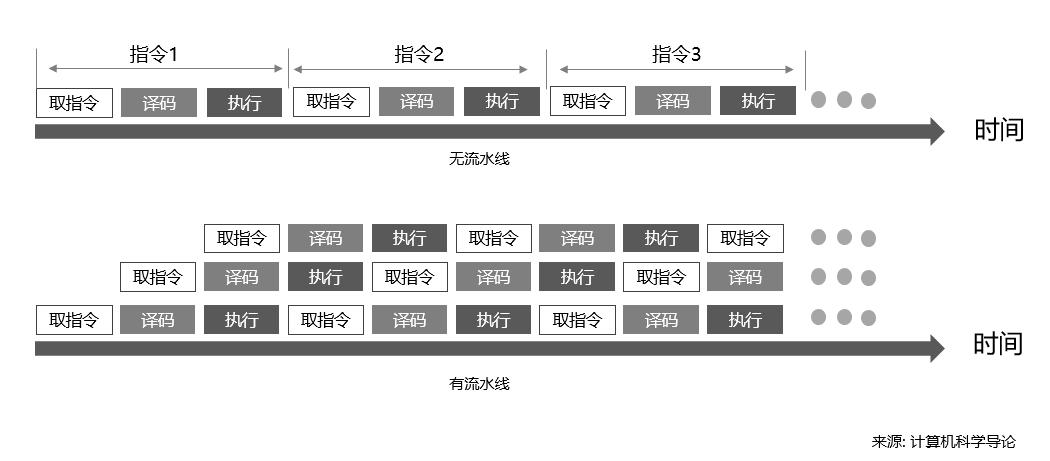 指令1 指令2 指令3
取指令 译码 执行 取指令 译码 执行 取指令 译码 执行
时间
无流水线
取指令 译码 执行 取指令 译码 执行 取指令
取指令 译码 执行 取指令 译码 执行 取指令 译码
取指令 译码 执行 取指令 译码 执行 取指令 译码 执行
时间
有流水线
来源: 计算机科学导论